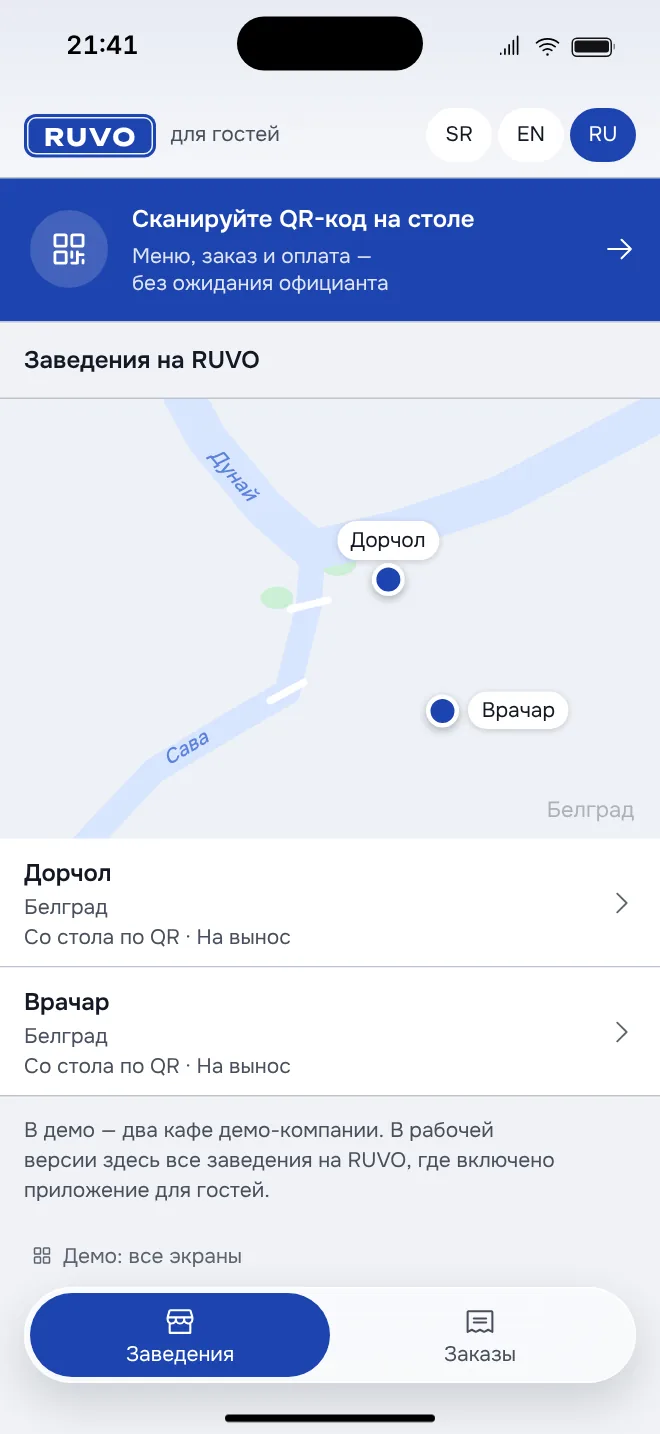 21:41
RUVO для гостей SR EN RU
Сканируйте QR-код на столе
Меню, заказ и оплата —
без ожидания официанта
Заведения на RUVO
Дунай
Дорчол
Врачар
Сава
Белград
Дорчол
Белград
Со стола по QR · На вынос
Врачар
Белград
Со стола по QR · На вынос
В демо — два кафе демо-компании. В рабочей
версии здесь все заведения на RUVO, где включено
приложение для гостей.
Демо: все экраны
Заведения Заказы